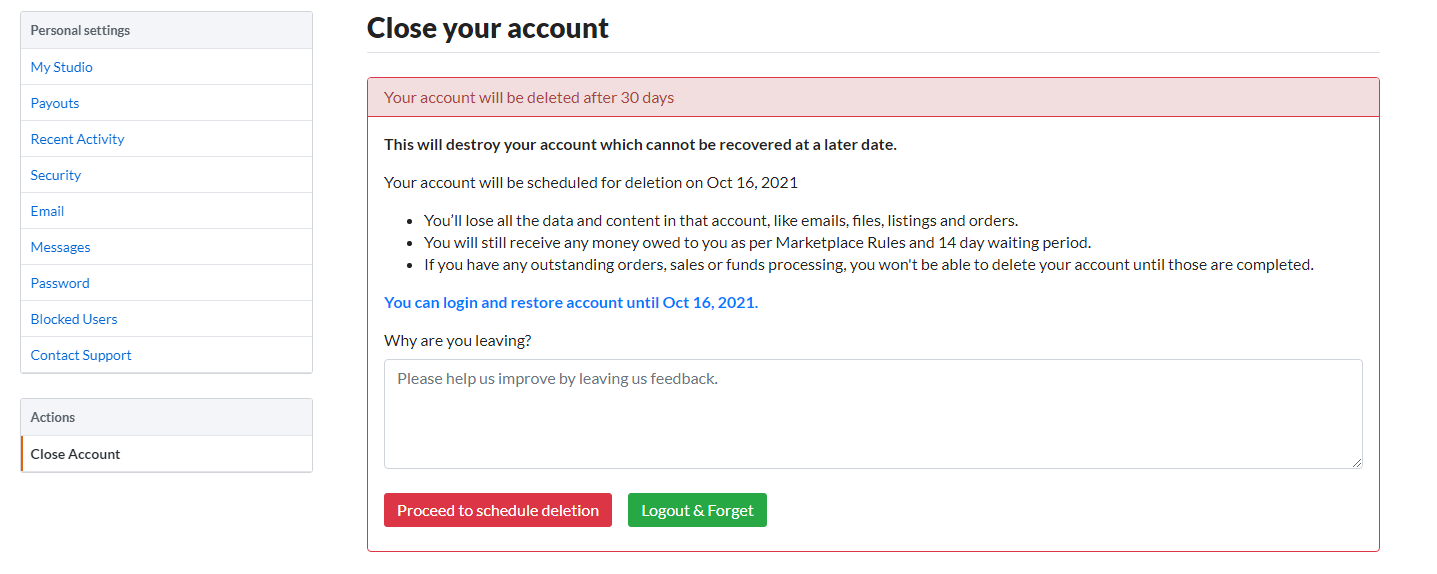 Personal settings
My Studio
Payouts
Recent Activity
Security
Email
Messages
Password
Blocked Users
Contact Support
Actions
Close Account
Close your account
Your account will be deleted after 30 days
This will destroy your account which cannot be recovered at a later date.
Your account will be scheduled for deletion on Oct 16, 2021
• You’ll lose all the data and content in that account, like emails, files, listings and orders.
• You will still receive any money owed to you as per Marketplace Rules and 14 day waiting period.
• If you have any outstanding orders, sales or funds processing, you won't be able to delete your account until those are completed.
You can login and restore account until Oct 16, 2021.
Why are you leaving?
Please help us improve by leaving us feedback.
Proceed to schedule deletion
Logout & Forget